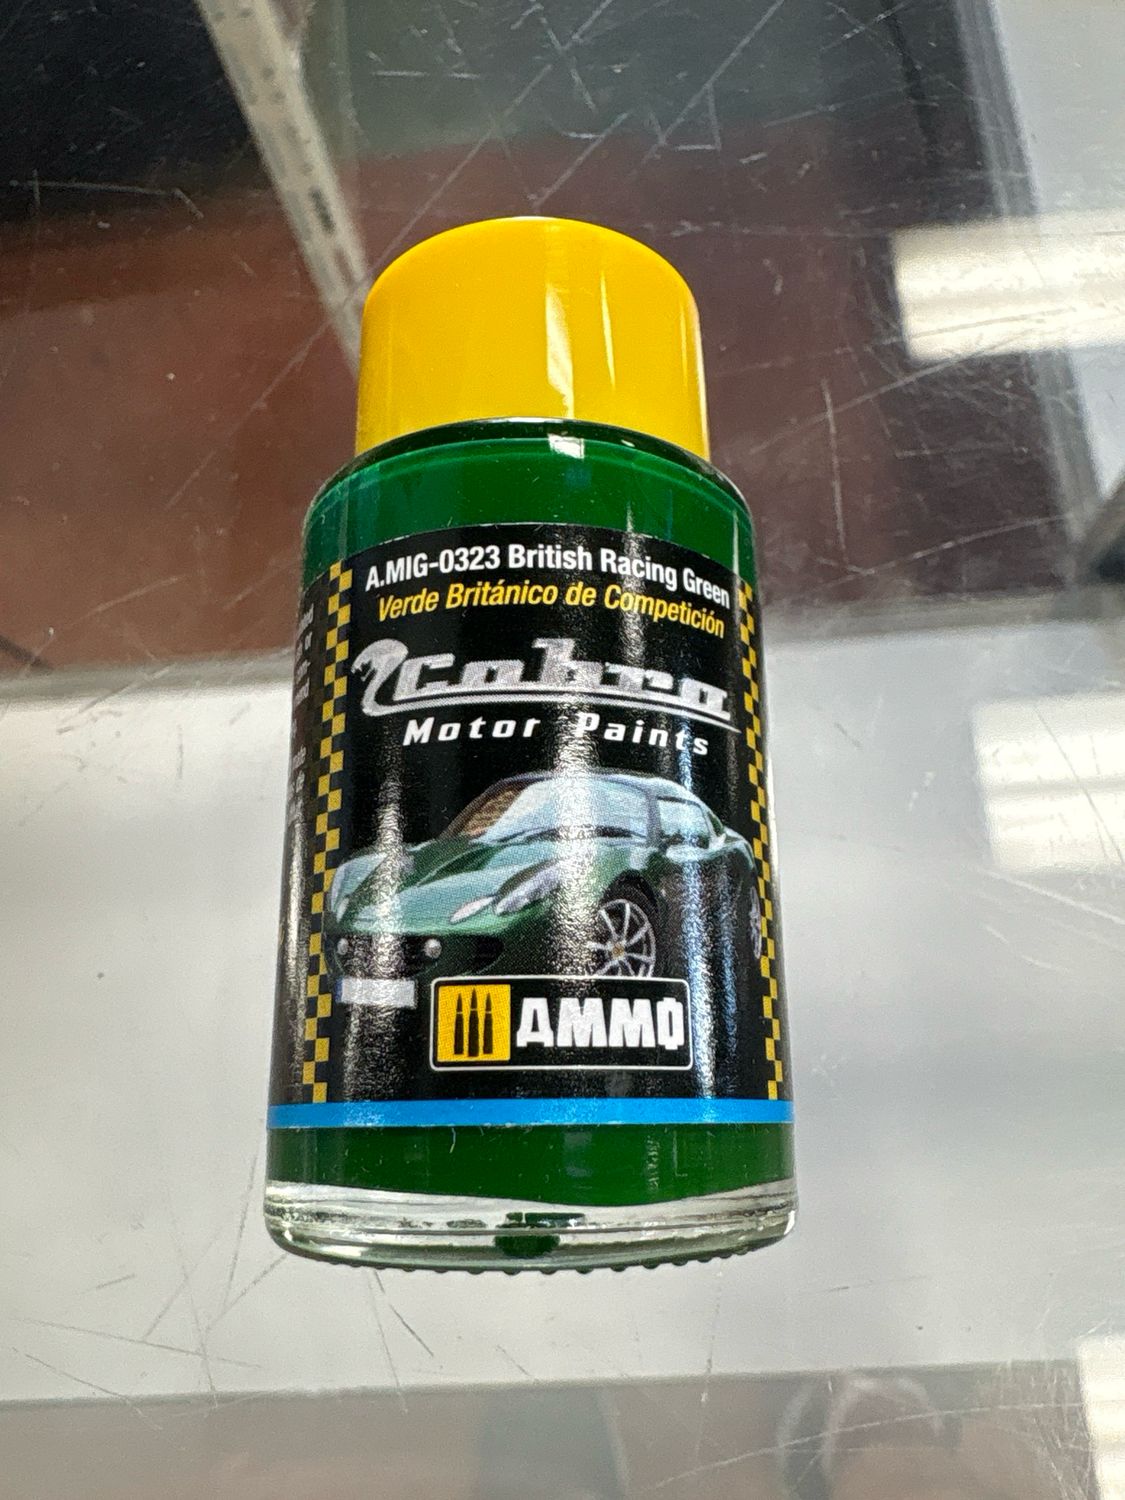 A.MIG-0323 British Racing Green
Verde Británico de Competición
Cobra
Motor Paints
AMMO